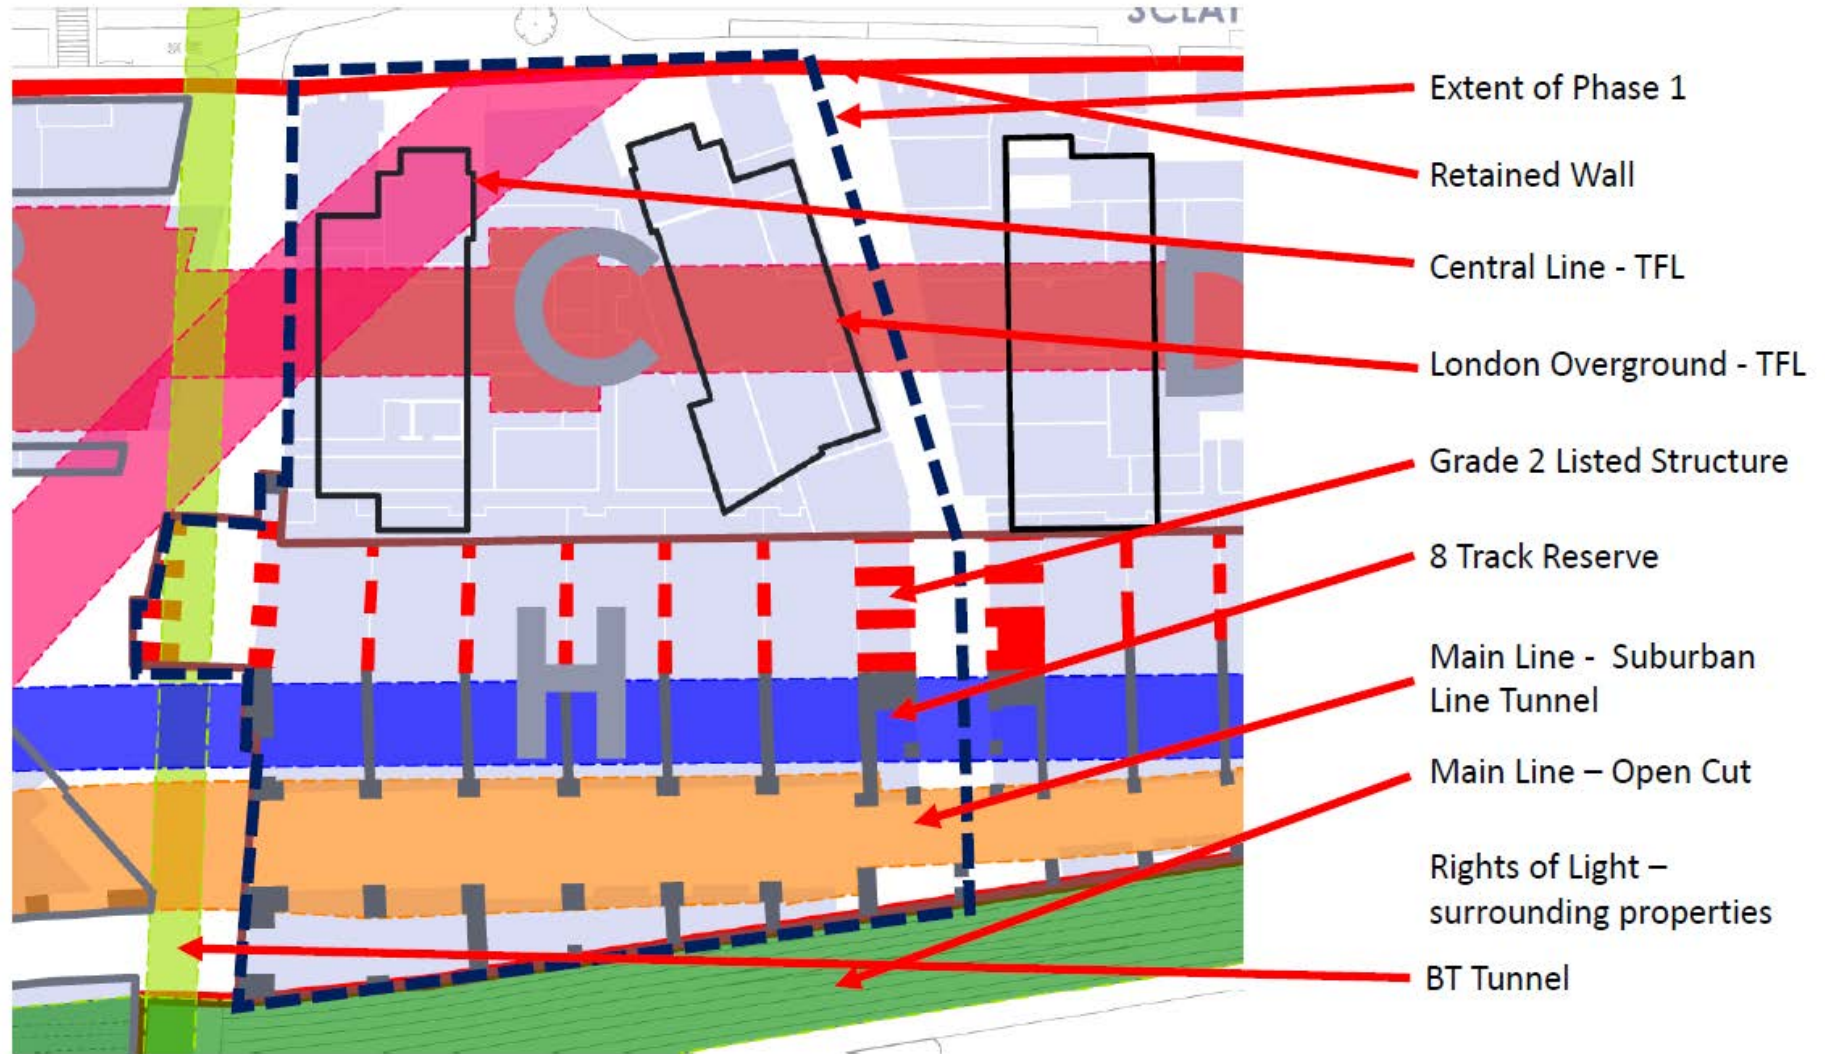 Extent of Phase 1
Retained Wall
Central Line - TFL
London Overground - TFL
Grade 2 Listed Structure
8 Track Reserve
Main Line - Suburban
Line Tunnel
Main Line – Open Cut
Rights of Light –
surrounding properties
BT Tunnel
C
D
H